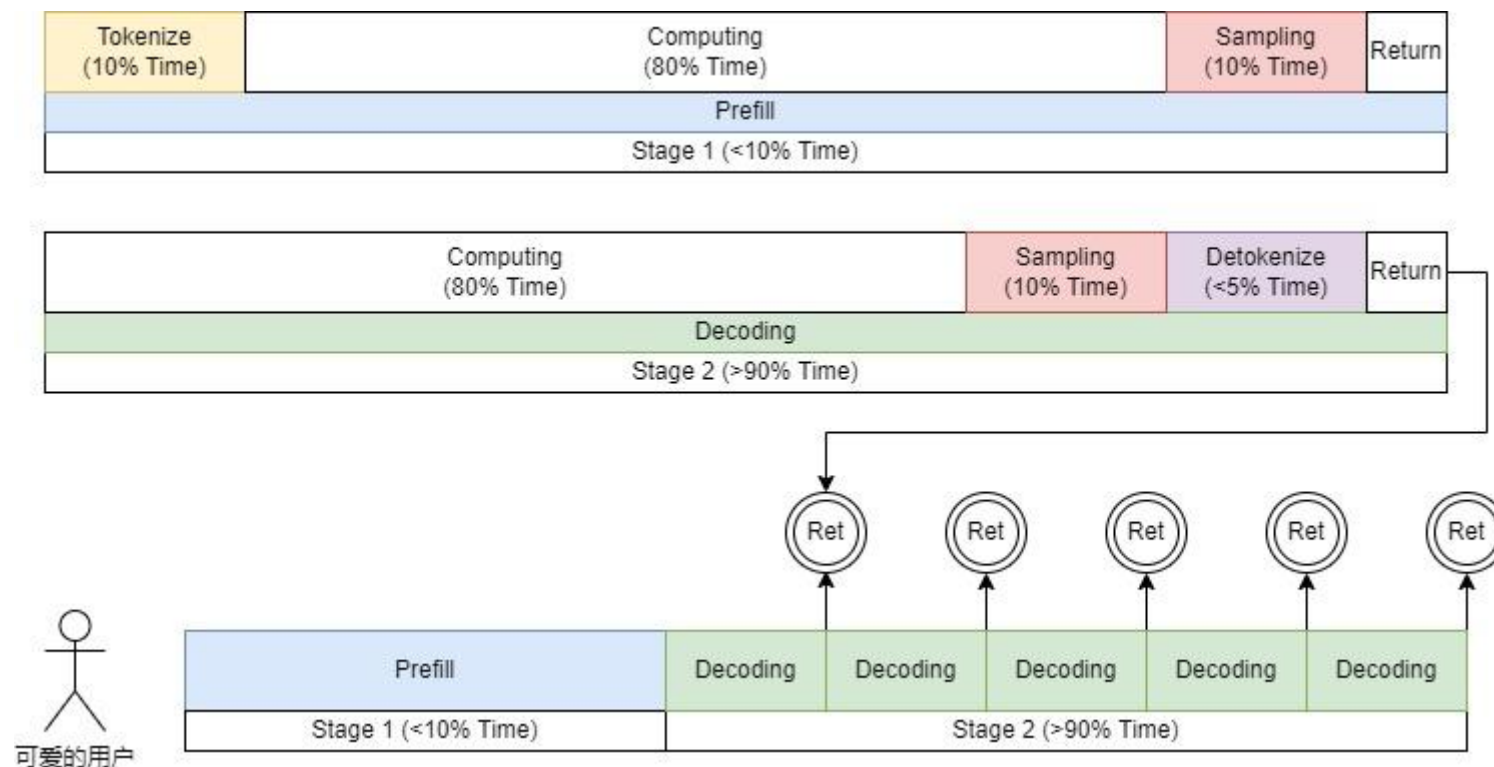 Tokenize
(10% Time)
Computing
(80% Time)
Sampling
(10% Time)
Return
Prefill
Stage 1 (<10% Time)
Computing
(80% Time)
Sampling
(10% Time)
Detokenize
(<5% Time)
Return
Decoding
Stage 2 (>90% Time)
Ret
Ret
Ret
Ret
Ret
Prefill
Decoding
Decoding
Decoding
Decoding
Decoding
Stage 1 (<10% Time)
Stage 2 (>90% Time)
可爱的用户